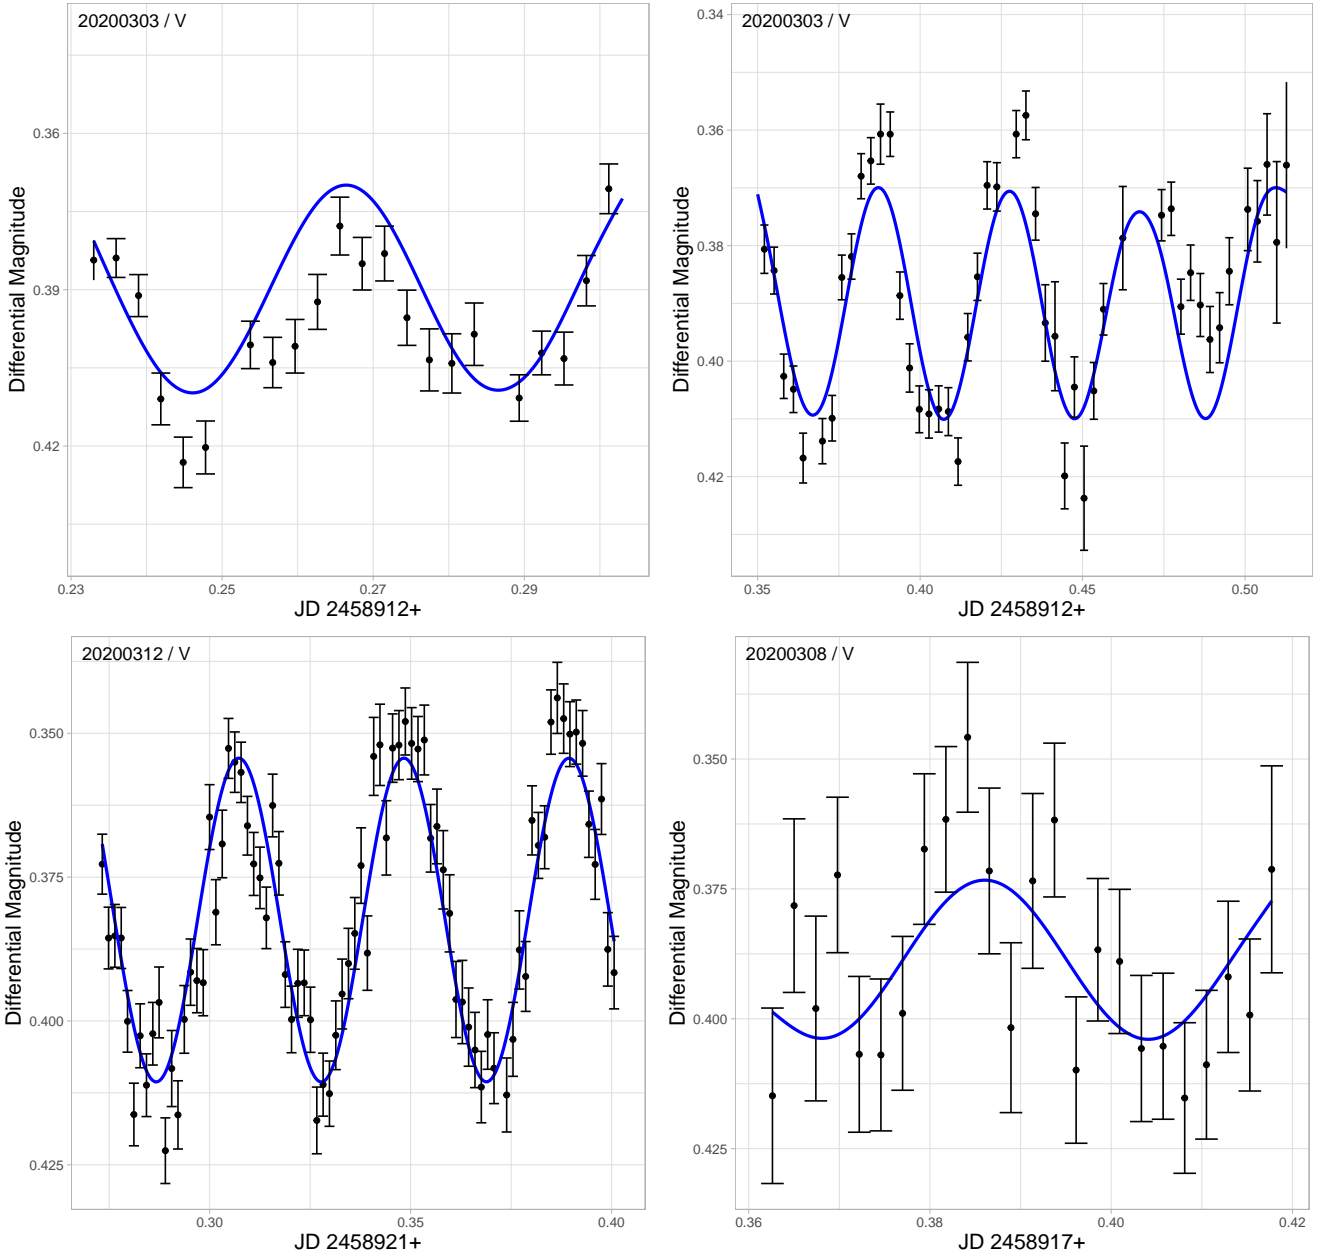 20200303 / V
Differential Magnitude
0.36
0.39
0.42
0.23
0.25
0.27
0.29
JD 2458912+
20200303 / V
Differential Magnitude
0.34
0.36
0.38
0.40
0.42
0.35
0.40
0.45
0.50
JD 2458912+
20200312 / V
Differential Magnitude
0.350
0.375
0.400
0.425
0.30
0.35
0.40
JD 2458921+
20200308 / V
Differential Magnitude
0.350
0.375
0.400
0.425
0.36
0.38
0.40
0.42
JD 2458917+